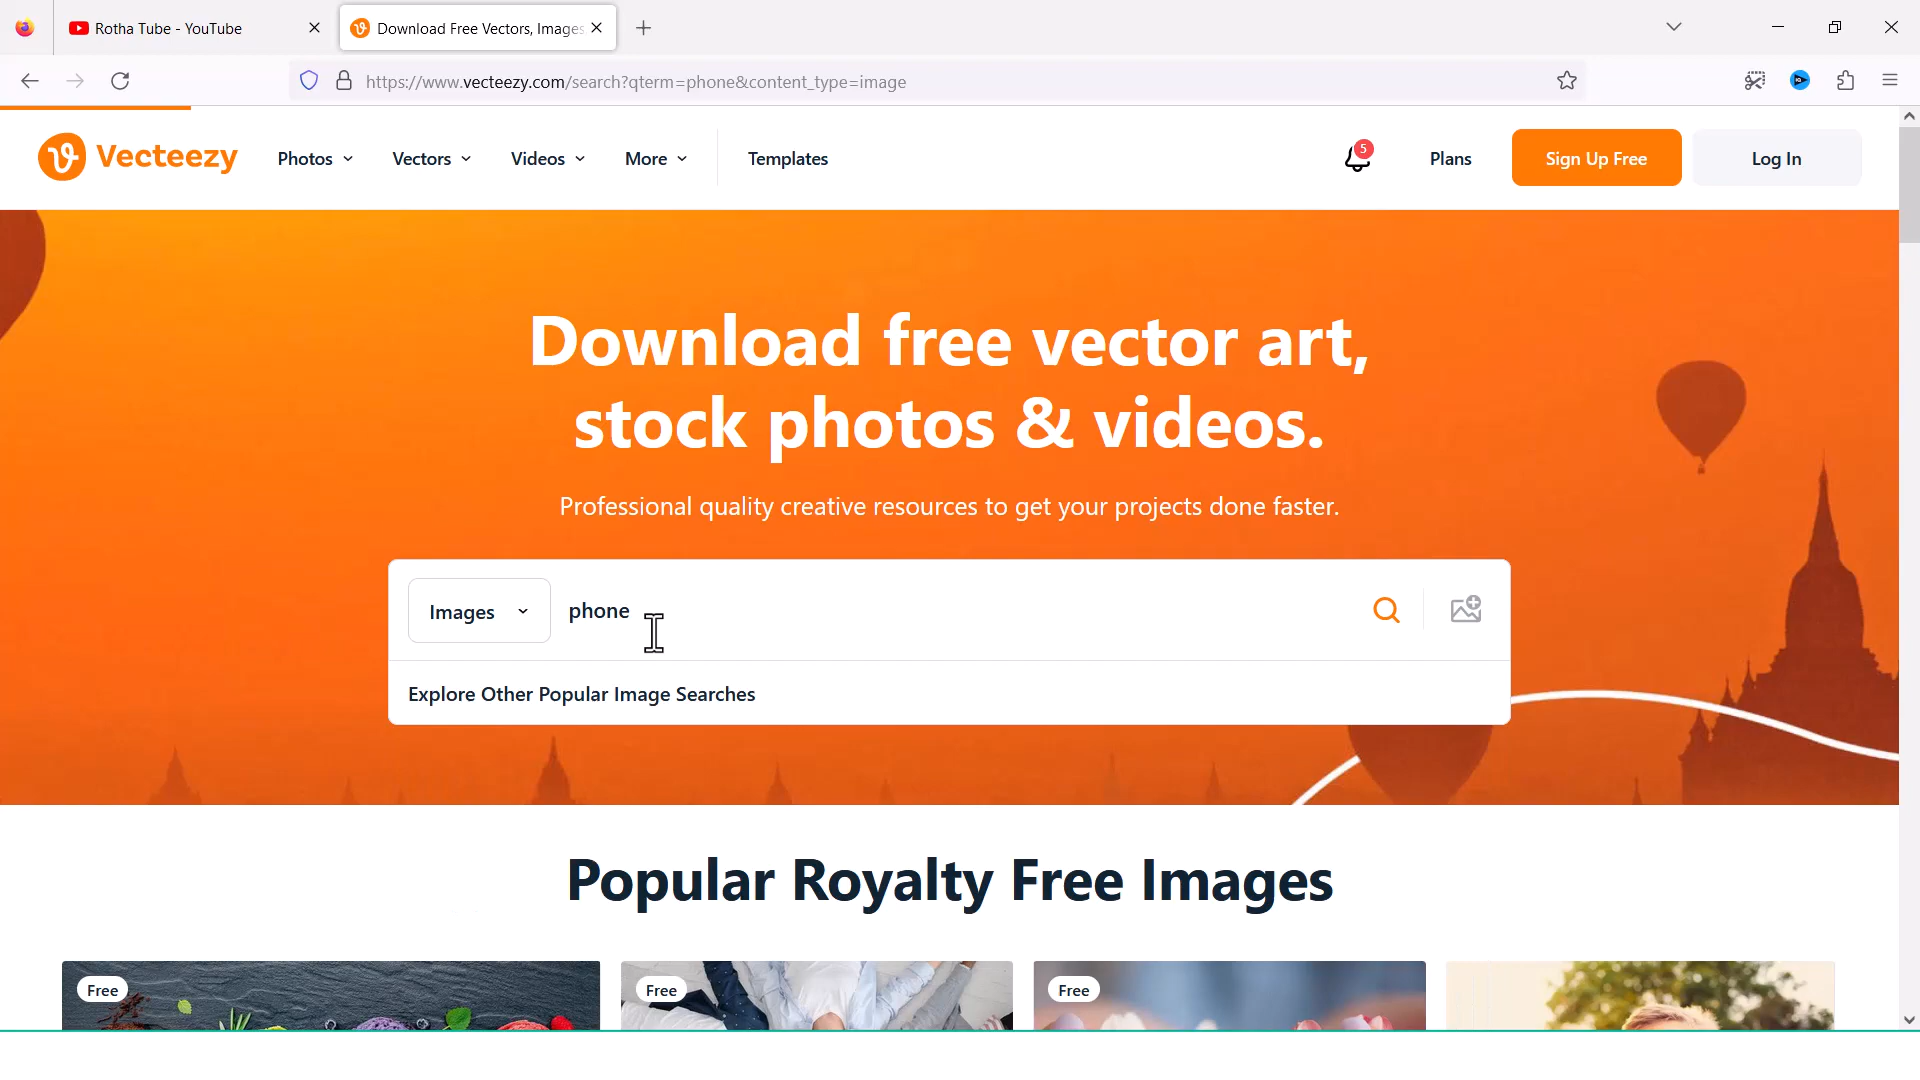 Rotha Tube - YouTube
Download Free Vectors, Images
https://www.vecteezy.com/search?qterm=phone&content_type=image
Vecteezy
Photos
Vectors
Videos
More
Templates
5
Plans
Sign Up Free
Log In
Download free vector art,
stock photos & videos.
Professional quality creative resources to get your projects done faster.
Images
phone
Explore Other Popular Image Searches
Popular Royalty Free Images
Free
Free
Free